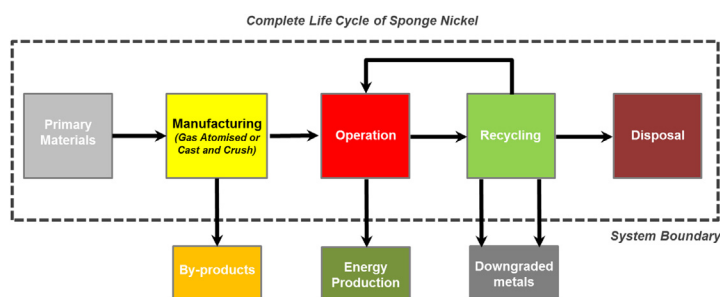 Complete Life Cycle of Sponge Nickel
Primary
Materials
Manufacturing
(Gas Atomised or
Cast and Crush)
Operation
Recycling
Disposal
System Boundary
By-products
Energy
Production
Downgraded
metals